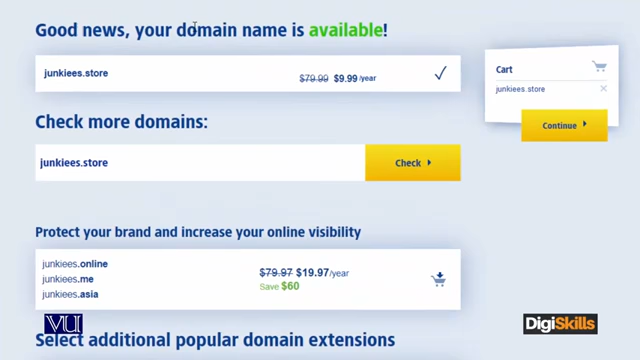 Good news, your domain name is available!
junkiees.store
$79.99 $9.99/year
Cart
junkiees.store
Continue
Check more domains:
junkiees.store
Check
Protect your brand and increase your online visibility
junkiees.online
junkiees.me
junkiees.asia
$79.97 $19.97/year
Save $60
VU
DigiSkills
Select additional popular domain extensions